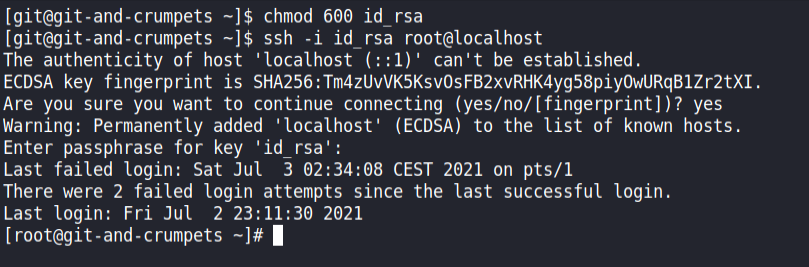 [git@git-and-crumpets ~]$ chmod 600 id_rsa
[git@git-and-crumpets ~]$ ssh -i id_rsa root@localhost
The authenticity of host 'localhost (::1)' can't be established.
ECDSA key fingerprint is SHA256:Tm4zUvVK5KsvOsFB2xvRHK4yg58piyOwURqB1Zr2tXI.
Are you sure you want to continue connecting (yes/no/[fingerprint])? yes
Warning: Permanently added 'localhost' (ECDSA) to the list of known hosts.
Enter passphrase for key 'id_rsa':
Last failed login: Sat Jul  3 02:34:08 CEST 2021 on pts/1
There were 2 failed login attempts since the last successful login.
Last login: Fri Jul  2 23:11:30 2021
[root@git-and-crumpets ~]#